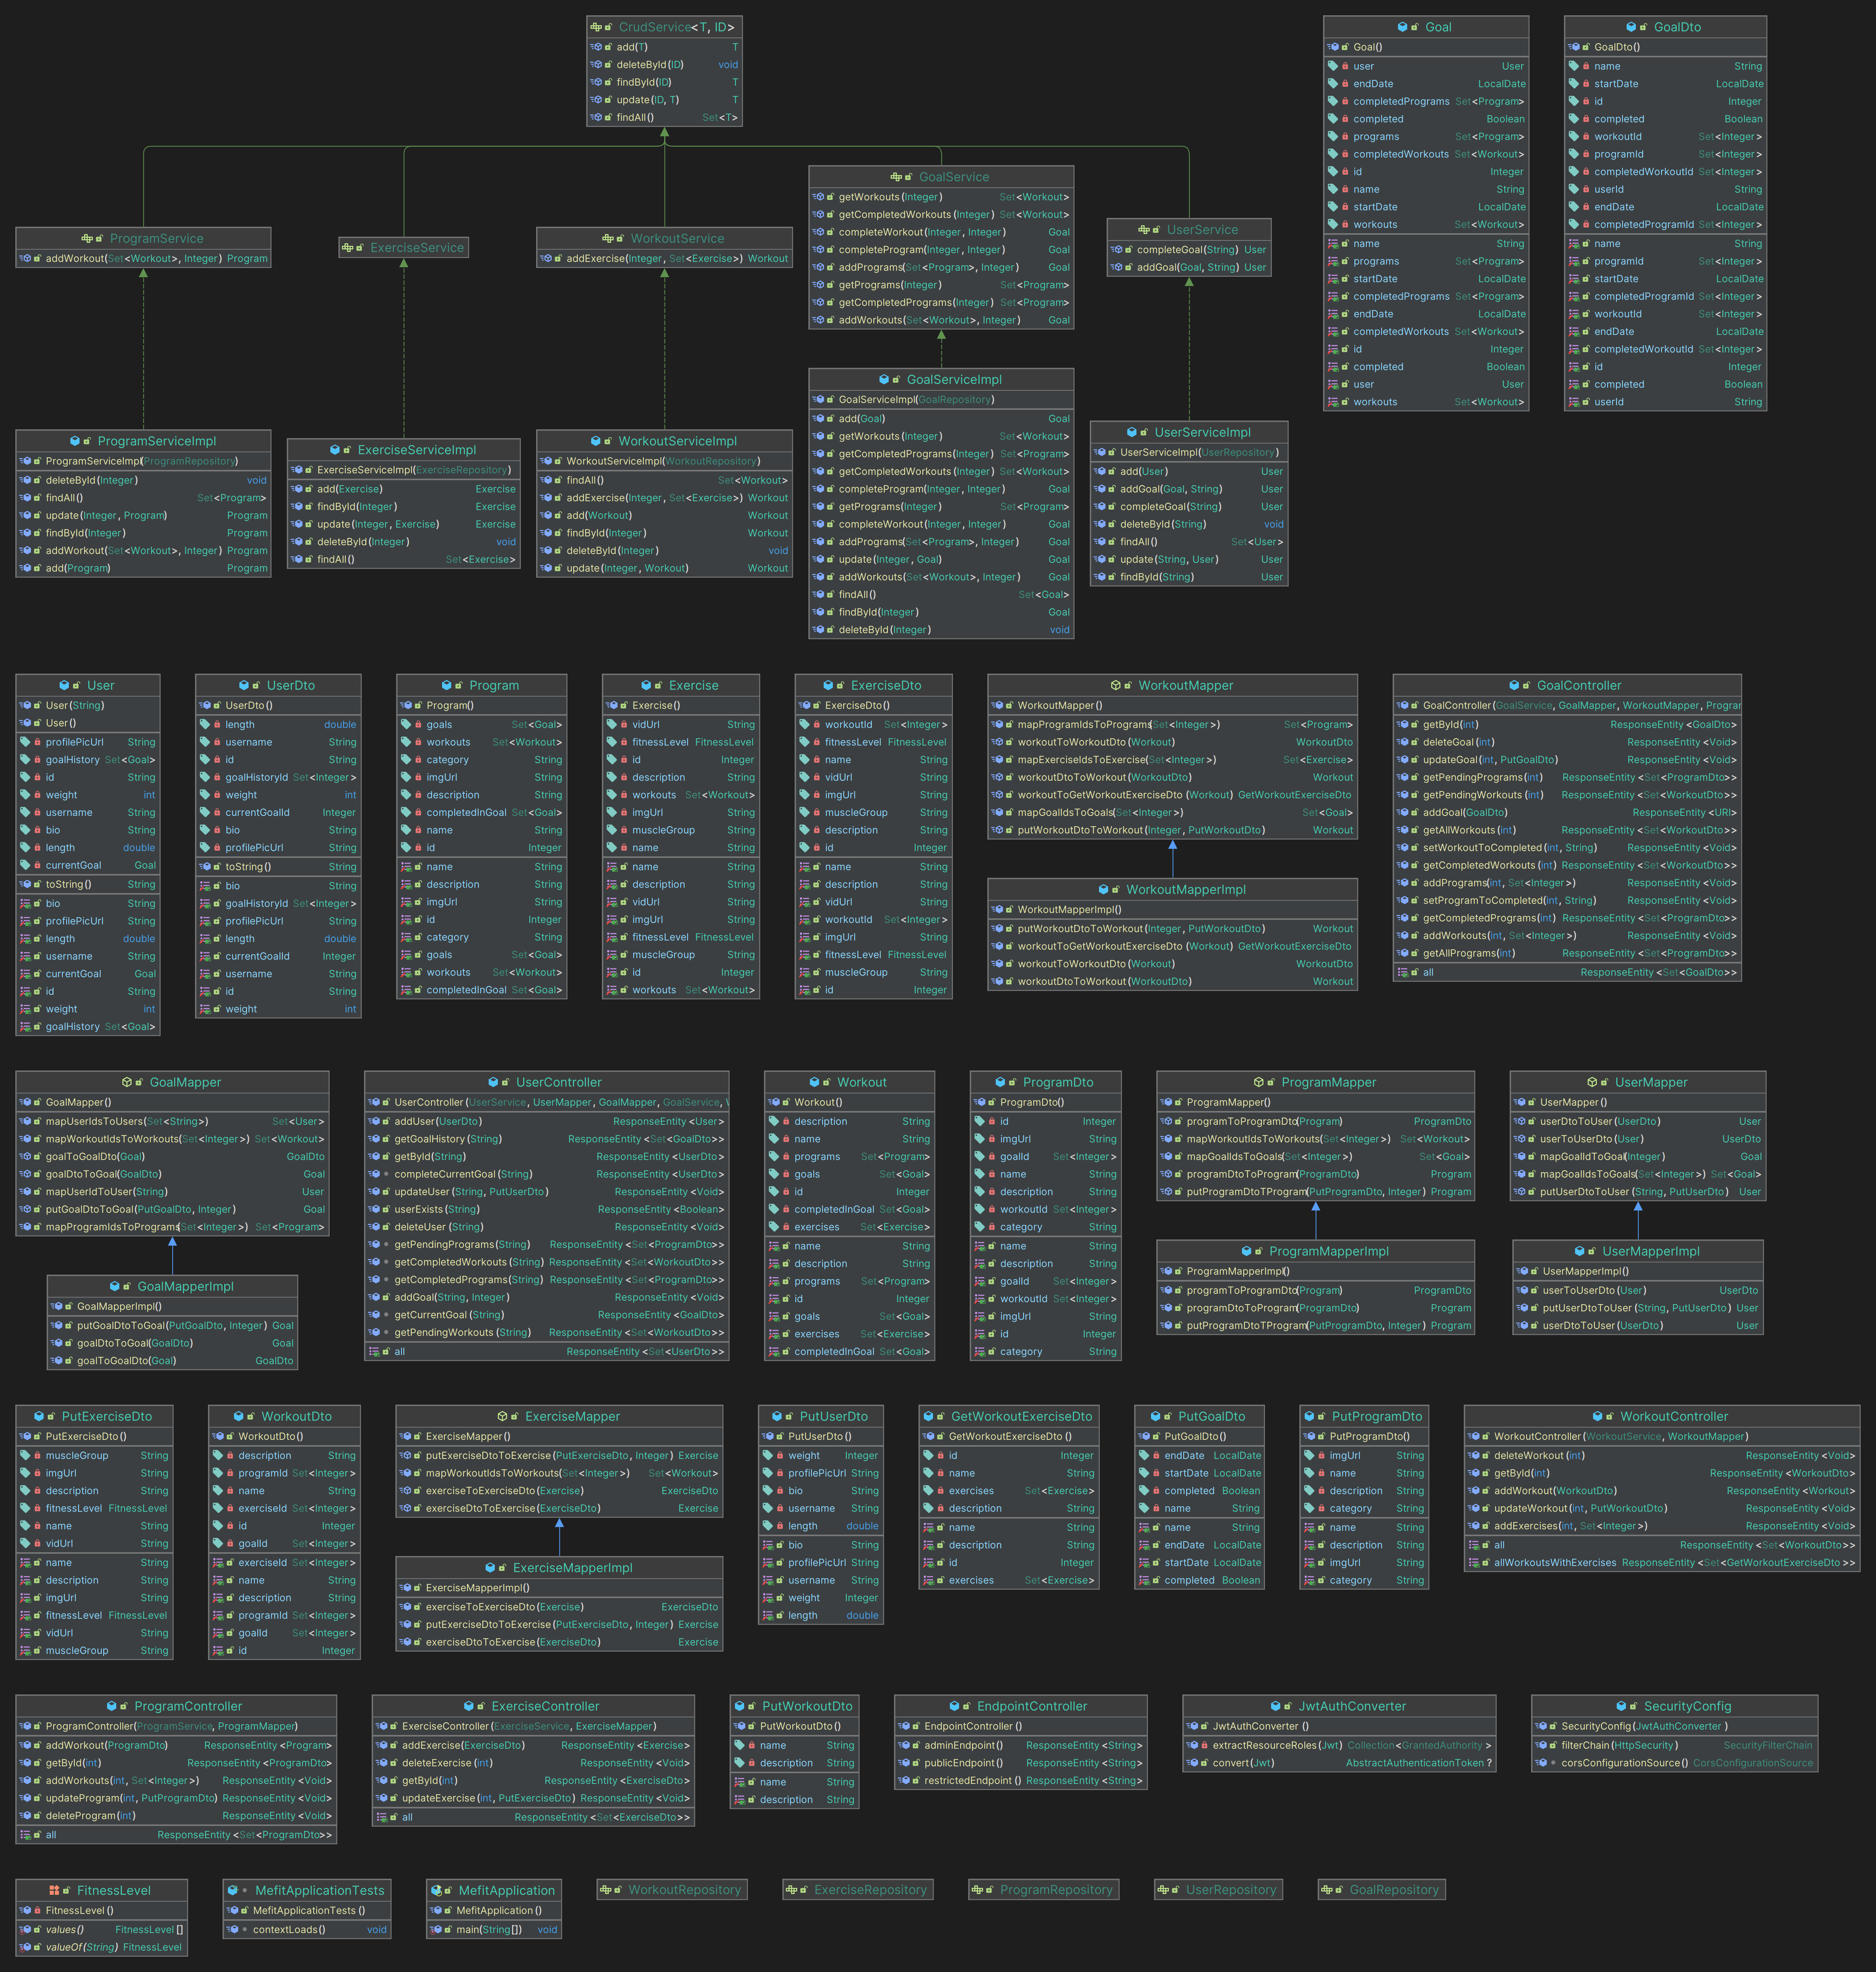 CrudService<T, ID>
add(T) T
deleteById(ID) void
findById(ID) T
update(ID, T) T
findAll() Set<T>
Goal
Goal()
user User
endDate LocalDate
completedPrograms Set<Program>
completed Boolean
programs Set<Program>
completedWorkouts Set<Workout>
id Integer
name String
startDate LocalDate
workouts Set<Workout>
name String
programs Set<Program>
startDate LocalDate
completedPrograms Set<Program>
endDate LocalDate
completedWorkouts Set<Workout>
id Integer
completed Boolean
user User
workouts Set<Workout>
GoalDto
GoalDto()
name String
startDate LocalDate
id Integer
completed Boolean
workoutId Set<Integer>
programId Set<Integer>
completedWorkoutId Set<Integer>
userId String
endDate LocalDate
completedProgramId Set<Integer>
name String
programId Set<Integer>
startDate LocalDate
completedProgramId Set<Integer>
workoutId Set<Integer>
endDate LocalDate
completedWorkoutId Set<Integer>
id Integer
completed Boolean
userId String
ProgramService
addWorkout(Set<Workout>, Integer) Program
ExerciseService
WorkoutService
addExercise(Integer, Set<Exercise>) Workout
GoalService
getWorkouts(Integer) Set<Workout>
getCompletedWorkouts(Integer) Set<Workout>
completeWorkout(Integer, Integer) Goal
completeProgram(Integer, Integer) Goal
addPrograms(Set<Program>, Integer) Goal
getPrograms(Integer) Set<Program>
getCompletedPrograms(Integer) Set<Program>
addWorkouts(Set<Workout>, Integer) Goal
UserService
completeGoal(String) User
addGoal(Goal, String) User
ProgramServiceImpl
ProgramServiceImpl(ProgramRepository)
deleteById(Integer) void
findAll() Set<Program>
update(Integer, Program) Program
findById(Integer) Program
addWorkout(Set<Workout>, Integer) Program
add(Program) Program
ExerciseServiceImpl
ExerciseServiceImpl(ExerciseRepository)
add(Exercise) Exercise
findById(Integer) Exercise
update(Integer, Exercise) Exercise
deleteById(Integer) void
findAll() Set<Exercise>
WorkoutServiceImpl
WorkoutServiceImpl(WorkoutRepository)
findAll() Set<Workout>
addExercise(Integer, Set<Exercise>) Workout
add(Workout) Workout
findById(Integer) Workout
deleteById(Integer) void
update(Integer, Workout) Workout
GoalServiceImpl
GoalServiceImpl(GoalRepository)
add(Goal) Goal
getWorkouts(Integer) Set<Workout>
getCompletedPrograms(Integer) Set<Program>
getCompletedWorkouts(Integer) Set<Workout>
completeProgram(Integer, Integer) Goal
getPrograms(Integer) Set<Program>
completeWorkout(Integer, Integer) Goal
addPrograms(Set<Program>, Integer) Goal
update(Integer, Goal) Goal
addWorkouts(Set<Workout>, Integer) Goal
findAll() Set<Goal>
findById(Integer) Goal
deleteById(Integer) void
UserServiceImpl
UserServiceImpl(UserRepository)
add(User) User
addGoal(Goal, String) User
completeGoal(String) User
deleteById(String) void
findAll() Set<User>
update(String, User) User
findById(String) User
User
User(String)
User()
profilePicUrl String
goalHistory Set<Goal>
id String
weight int
username String
bio String
length double
currentGoal Goal
toString() String
bio String
profilePicUrl String
length double
username String
currentGoal Goal
id String
weight int
goalHistory Set<Goal>
UserDto
UserDto()
length double
username String
id String
goalHistoryId Set<Integer>
weight int
currentGoalId Integer
bio String
profilePicUrl String
toString() String
bio String
goalHistoryId Set<Integer>
profilePicUrl String
length double
currentGoalId Integer
username String
id String
weight int
Program
Program()
goals Set<Goal>
workouts Set<Workout>
category String
imgUrl String
description String
completedInGoal Set<Goal>
name String
id Integer
name String
description String
imgUrl String
id Integer
category String
goals Set<Goal>
workouts Set<Workout>
completedInGoal Set<Goal>
Exercise
Exercise()
vidUrl String
fitnessLevel FitnessLevel
id Integer
description String
workouts Set<Workout>
imgUrl String
muscleGroup String
name String
name String
description String
vidUrl String
imgUrl String
fitnessLevel FitnessLevel
muscleGroup String
id Integer
workouts Set<Workout>
ExerciseDto
ExerciseDto()
workoutId Set<Integer>
fitnessLevel FitnessLevel
name String
vidUrl String
imgUrl String
muscleGroup String
description String
id Integer
name String
description String
vidUrl String
workoutId Set<Integer>
imgUrl String
fitnessLevel FitnessLevel
muscleGroup String
id Integer
WorkoutMapper
WorkoutMapper()
mapProgramIdsToPrograms(Set<Integer>) Set<Program>
workoutToWorkoutDto(Workout) WorkoutDto
mapExerciseIdsToExercise(Set<Integer>) Set<Exercise>
workoutDtoToWorkout(WorkoutDto) Workout
workoutToGetWorkoutExerciseDto(Workout) GetWorkoutExerciseDto
mapGoalIdsToGoals(Set<Integer>) Set<Goal>
putWorkoutDtoToWorkout(Integer, PutWorkoutDto) Workout
WorkoutMapperImpl
WorkoutMapperImpl()
putWorkoutDtoToWorkout(Integer, PutWorkoutDto) Workout
workoutToGetWorkoutExerciseDto(Workout) GetWorkoutExerciseDto
workoutToWorkoutDto(Workout) WorkoutDto
workoutDtoToWorkout(WorkoutDto) Workout
GoalController
GoalController(GoalService, GoalMapper, WorkoutMapper, Program
getById(int) ResponseEntity<GoalDto>
deleteGoal(int) ResponseEntity<Void>
updateGoal(int, PutGoalDto) ResponseEntity<Void>
getPendingPrograms(int) ResponseEntity<Set<ProgramDto>>
getPendingWorkouts(int) ResponseEntity<Set<WorkoutDto>>
addGoal(GoalDto) ResponseEntity<URI>
getAllWorkouts(int) ResponseEntity<Set<WorkoutDto>>
setWorkoutToCompleted(int, String) ResponseEntity<Void>
getCompletedWorkouts(int) ResponseEntity<Set<WorkoutDto>>
addPrograms(int, Set<Integer>) ResponseEntity<Void>
setProgramToCompleted(int, String) ResponseEntity<Void>
getCompletedPrograms(int) ResponseEntity<Set<ProgramDto>>
addWorkouts(int, Set<Integer>) ResponseEntity<Void>
getAllPrograms(int) ResponseEntity<Set<ProgramDto>>
all ResponseEntity<Set<GoalDto>>
GoalMapper
GoalMapper()
mapUserIdsToUsers(Set<String>) Set<User>
mapWorkoutIdsToWorkouts(Set<Integer>) Set<Workout>
goalToGoalDto(Goal) GoalDto
goalDtoToGoal(GoalDto) Goal
mapUserIdToUser(String) User
putGoalDtoToGoal(PutGoalDto, Integer) Goal
mapProgramIdsToPrograms(Set<Integer>) Set<Program>
GoalMapperImpl
GoalMapperImpl()
putGoalDtoToGoal(PutGoalDto, Integer) Goal
goalDtoToGoal(GoalDto) Goal
goalToGoalDto(Goal) GoalDto
UserController
UserController(UserService, UserMapper, GoalMapper, GoalService, W
addUser(UserDto) ResponseEntity<User>
getGoalHistory(String) ResponseEntity<Set<GoalDto>>
getById(String) ResponseEntity<UserDto>
completeCurrentGoal(String) ResponseEntity<UserDto>
updateUser(String, PutUserDto) ResponseEntity<Void>
userExists(String) ResponseEntity<Boolean>
deleteUser(String) ResponseEntity<Void>
getPendingPrograms(String) ResponseEntity<Set<ProgramDto>>
getCompletedWorkouts(String) ResponseEntity<Set<WorkoutDto>>
getCompletedPrograms(String) ResponseEntity<Set<ProgramDto>>
addGoal(String, Integer) ResponseEntity<Void>
getCurrentGoal(String) ResponseEntity<GoalDto>
getPendingWorkouts(String) ResponseEntity<Set<WorkoutDto>>
all ResponseEntity<Set<UserDto>>
Workout
Workout()
description String
name String
programs Set<Program>
goals Set<Goal>
id Integer
completedInGoal Set<Goal>
exercises Set<Exercise>
name String
description String
programs Set<Program>
id Integer
goals Set<Goal>
exercises Set<Exercise>
completedInGoal Set<Goal>
ProgramDto
ProgramDto()
id Integer
imgUrl String
goalId Set<Integer>
name String
description String
workoutId Set<Integer>
category String
name String
description String
goalId Set<Integer>
workoutId Set<Integer>
imgUrl String
id Integer
category String
ProgramMapper
ProgramMapper()
programToProgramDto(Program) ProgramDto
mapWorkoutIdsToWorkouts(Set<Integer>) Set<Workout>
mapGoalIdsToGoals(Set<Integer>) Set<Goal>
programDtoToProgram(ProgramDto) Program
putProgramDtoTProgram(PutProgramDto, Integer) Program
ProgramMapperImpl
ProgramMapperImpl()
programToProgramDto(Program) ProgramDto
programDtoToProgram(ProgramDto) Program
putProgramDtoTProgram(PutProgramDto, Integer) Program
UserMapper
UserMapper()
userDtoToUser(UserDto) User
userToUserDto(User) UserDto
mapGoalIdToGoal(Integer) Goal
mapGoalIdsToGoals(Set<Integer>) Set<Goal>
putUserDtoToUser(String, PutUserDto) User
UserMapperImpl
UserMapperImpl()
userToUserDto(User) UserDto
putUserDtoToUser(String, PutUserDto) User
userDtoToUser(UserDto) User
PutExerciseDto
PutExerciseDto()
muscleGroup String
imgUrl String
description String
fitnessLevel FitnessLevel
name String
vidUrl String
name String
description String
imgUrl String
fitnessLevel FitnessLevel
vidUrl String
muscleGroup String
WorkoutDto
WorkoutDto()
description String
programId Set<Integer>
name String
exerciseId Set<Integer>
id Integer
goalId Set<Integer>
exerciseId Set<Integer>
name String
description String
programId Set<Integer>
goalId Set<Integer>
id Integer
ExerciseMapper
ExerciseMapper()
putExerciseDtoToExercise(PutExerciseDto, Integer) Exercise
mapWorkoutIdsToWorkouts(Set<Integer>) Set<Workout>
exerciseToExerciseDto(Exercise) ExerciseDto
exerciseDtoToExercise(ExerciseDto) Exercise
ExerciseMapperImpl
ExerciseMapperImpl()
exerciseToExerciseDto(Exercise) ExerciseDto
putExerciseDtoToExercise(PutExerciseDto, Integer) Exercise
exerciseDtoToExercise(ExerciseDto) Exercise
PutUserDto
PutUserDto()
weight Integer
profilePicUrl String
bio String
username String
length double
bio String
profilePicUrl String
username String
weight Integer
length double
GetWorkoutExerciseDto
GetWorkoutExerciseDto()
id Integer
name String
exercises Set<Exercise>
description String
name String
description String
id Integer
exercises Set<Exercise>
PutGoalDto
PutGoalDto()
endDate LocalDate
startDate LocalDate
completed Boolean
name String
name String
endDate LocalDate
startDate LocalDate
completed Boolean
PutProgramDto
PutProgramDto()
imgUrl String
name String
description String
category String
name String
description String
imgUrl String
category String
WorkoutController
WorkoutController(WorkoutService, WorkoutMapper)
deleteWorkout(int) ResponseEntity<Void>
getById(int) ResponseEntity<WorkoutDto>
addWorkout(WorkoutDto) ResponseEntity<Workout>
updateWorkout(int, PutWorkoutDto) ResponseEntity<Void>
addExercises(int, Set<Integer>) ResponseEntity<Void>
all ResponseEntity<Set<WorkoutDto>>
allWorkoutsWithExercises ResponseEntity<Set<GetWorkoutExerciseDto>>
ProgramController
ProgramController(ProgramService, ProgramMapper)
addWorkout(ProgramDto) ResponseEntity<Program>
getById(int) ResponseEntity<ProgramDto>
addWorkouts(int, Set<Integer>) ResponseEntity<Void>
updateProgram(int, PutProgramDto) ResponseEntity<Void>
deleteProgram(int) ResponseEntity<Void>
all ResponseEntity<Set<ProgramDto>>
ExerciseController
ExerciseController(ExerciseService, ExerciseMapper)
addExercise(ExerciseDto) ResponseEntity<Exercise>
deleteExercise(int) ResponseEntity<Void>
getById(int) ResponseEntity<ExerciseDto>
updateExercise(int, PutExerciseDto) ResponseEntity<Void>
all ResponseEntity<Set<ExerciseDto>>
PutWorkoutDto
PutWorkoutDto()
name String
description String
name String
description String
EndpointController
EndpointController()
adminEndpoint() ResponseEntity<String>
publicEndpoint() ResponseEntity<String>
restrictedEndpoint() ResponseEntity<String>
JwtAuthConverter
JwtAuthConverter()
extractResourceRoles(Jwt) Collection<GrantedAuthority>
convert(Jwt) AbstractAuthenticationToken?
SecurityConfig
SecurityConfig(JwtAuthConverter)
filterChain(HttpSecurity) SecurityFilterChain
corsConfigurationSource() CorsConfigurationSource
FitnessLevel
FitnessLevel()
values() FitnessLevel[]
valueOf(String) FitnessLevel
MefitApplicationTests
MefitApplicationTests()
contextLoads() void
MefitApplication
MefitApplication()
main(String[]) void
WorkoutRepository
ExerciseRepository
ProgramRepository
UserRepository
GoalRepository